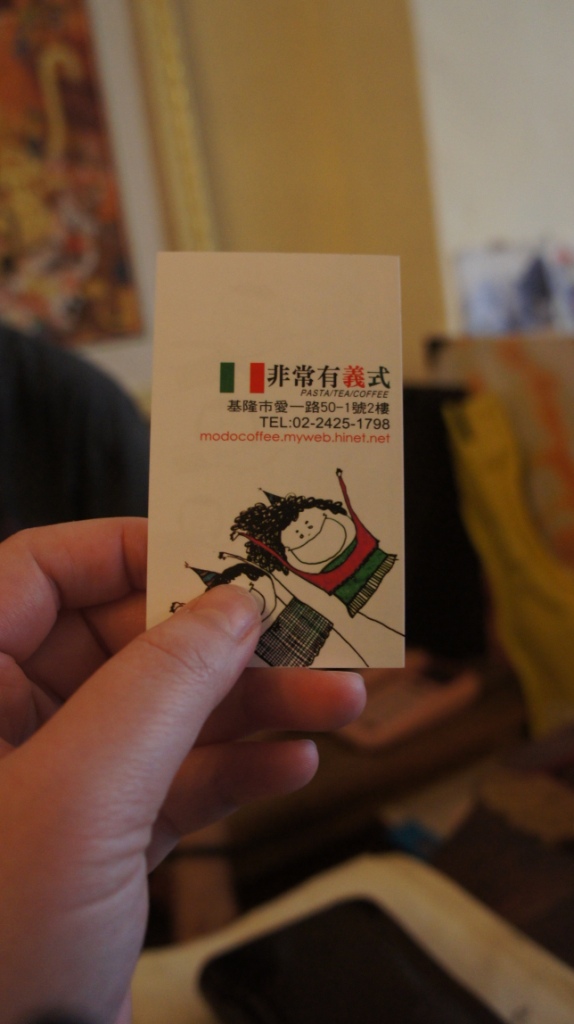 非常有義式
PASTA/TEA/COFFEE
基隆市愛一路50-1號2樓
TEL:02-2425-1798
modocoffee.myweb.hinet.net